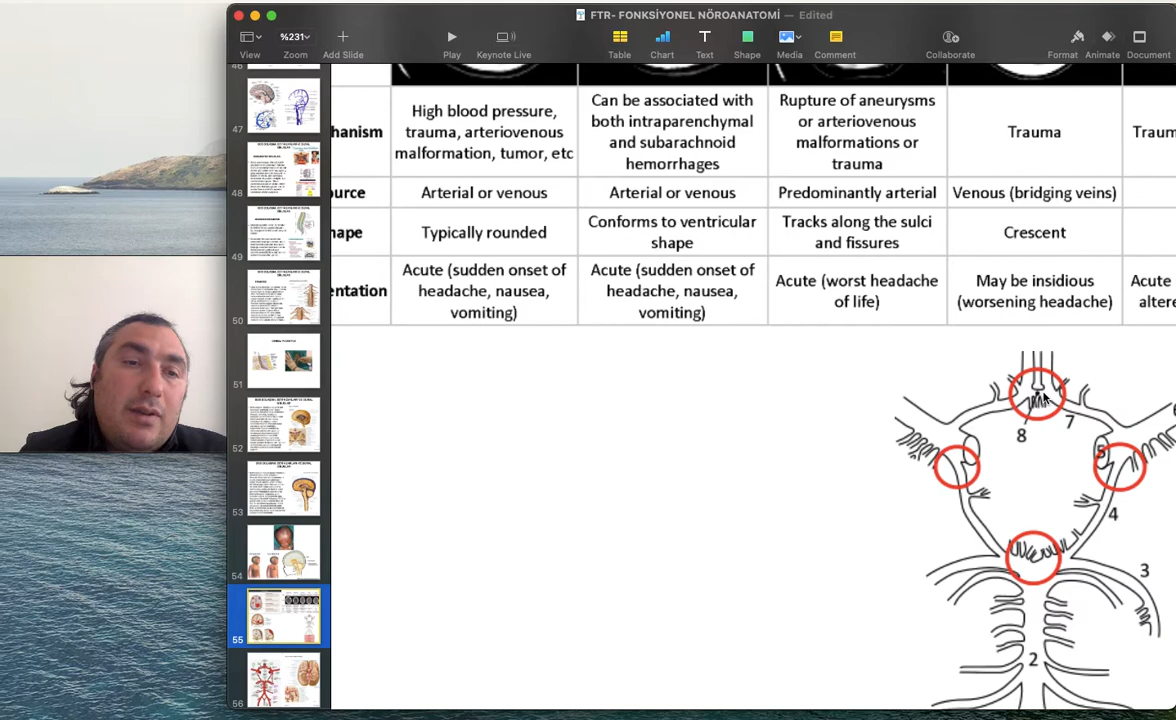 FTR- FONKSİYONEL NÖROANATOMİ — Edited
%231
View Zoom Add Slide Play Keynote Live Table Chart Text Shape Media Comment Collaborate Format Animate Document
46
47
48
49
50
51
52
53
54
55
56
hanism
High blood pressure,
trauma, arteriovenous
malformation, tumor, etc
Can be associated with
both intraparenchymal
and subarachnoid
hemorrhages
Rupture of aneurysms
or arteriovenous
malformations or
trauma
Trauma
Traum
ource
Arterial or venous
Arterial or venous
Predominantly arterial
Venous (bridging veins)
hape
Typically rounded
Conforms to ventricular
shape
Tracks along the sulci
and fissures
Crescent
entation
Acute (sudden onset of
headache, nausea,
vomiting)
Acute (sudden onset of
headache, nausea,
vomiting)
Acute (worst headache
of life)
May be insidious
(worsening headache)
Acute
altere
8
7
5
4
3
2